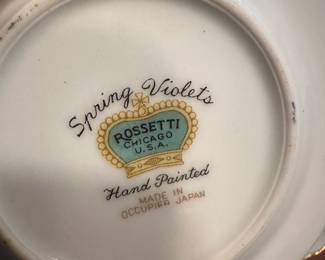 Spring Violets
ROSSETTI
CHICAGO
U.S.A.
Hand Painted
MADE IN
OCCUPIED JAPAN